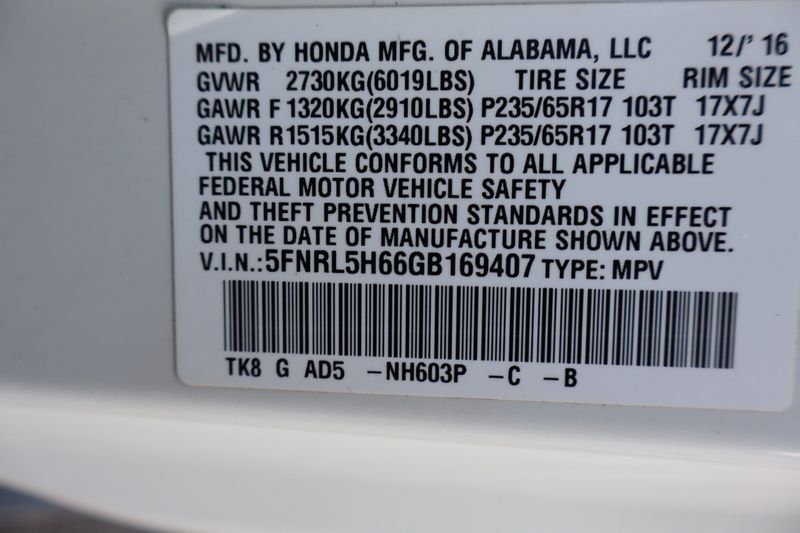 MFD. BY HONDA MFG. OF ALABAMA, LLC 12/' 16
GVWR 2730KG(6019LBS) TIRE SIZE RIM SIZE
GAWR F 1320KG(2910LBS) P235/65R17 103T 17X7J
GAWR R1515KG(3340LBS) P235/65R17 103T 17X7J
THIS VEHICLE CONFORMS TO ALL APPLICABLE
FEDERAL MOTOR VEHICLE SAFETY
AND THEFT PREVENTION STANDARDS IN EFFECT
ON THE DATE OF MANUFACTURE SHOWN ABOVE.
V.I.N.:5FNRL5H66GB169407 TYPE: MPV
TK8 G AD5 -NH603P -C -B